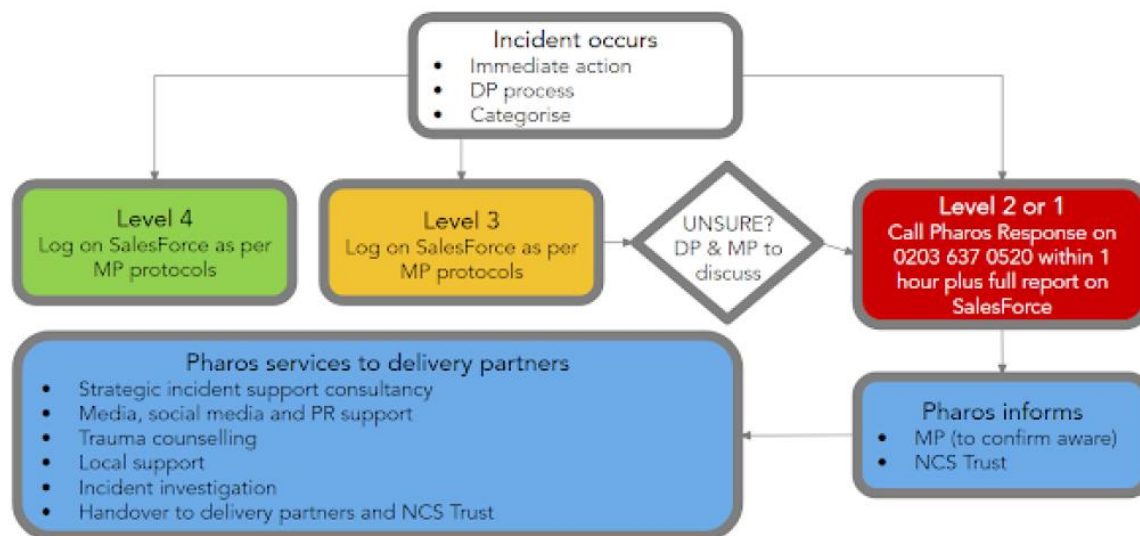 Incident occurs
• Immediate action
• DP process
• Categorise
Level 4
Log on SalesForce as per
MP protocols
Level 3
Log on SalesForce as per
MP protocols
UNSURE?
DP & MP to
discuss
Level 2 or 1
Call Pharos Response on
0203 637 0520 within 1
hour plus full report on
SalesForce
Pharos informs
• MP (to confirm aware)
• NCS Trust
Pharos services to delivery partners
• Strategic incident support consultancy
• Media, social media and PR support
• Trauma counselling
• Local support
• Incident investigation
• Handover to delivery partners and NCS Trust